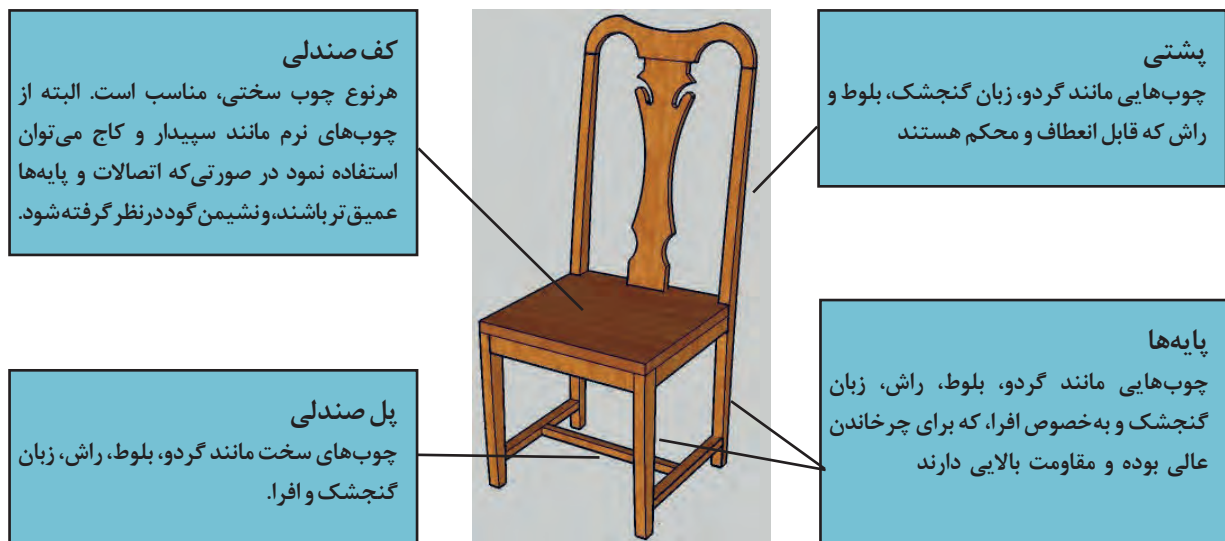 پشتی
چوب‌هایی مانند گردو، زبان گنجشک، بلوط و
راش که قابل انعطاف و محکم هستند
کف صندلی
هرنوع چوب سختی، مناسب است. البته از
چوب‌های نرم مانند سپیدار و کاج می‌توان
استفاده نمود در صورتی‌که اتصالات و پایه‌ها
عمیق‌تر باشند، و نشیمن گود درنظر گرفته شود.
پایه‌ها
چوب‌هایی مانند گردو، بلوط، راش، زبان
گنجشک و به‌خصوص افرا، که برای چرخاندن
عالی بوده و مقاومت بالایی دارند
پل صندلی
چوب‌های سخت مانند گردو، بلوط، راش، زبان
گنجشک و افرا.